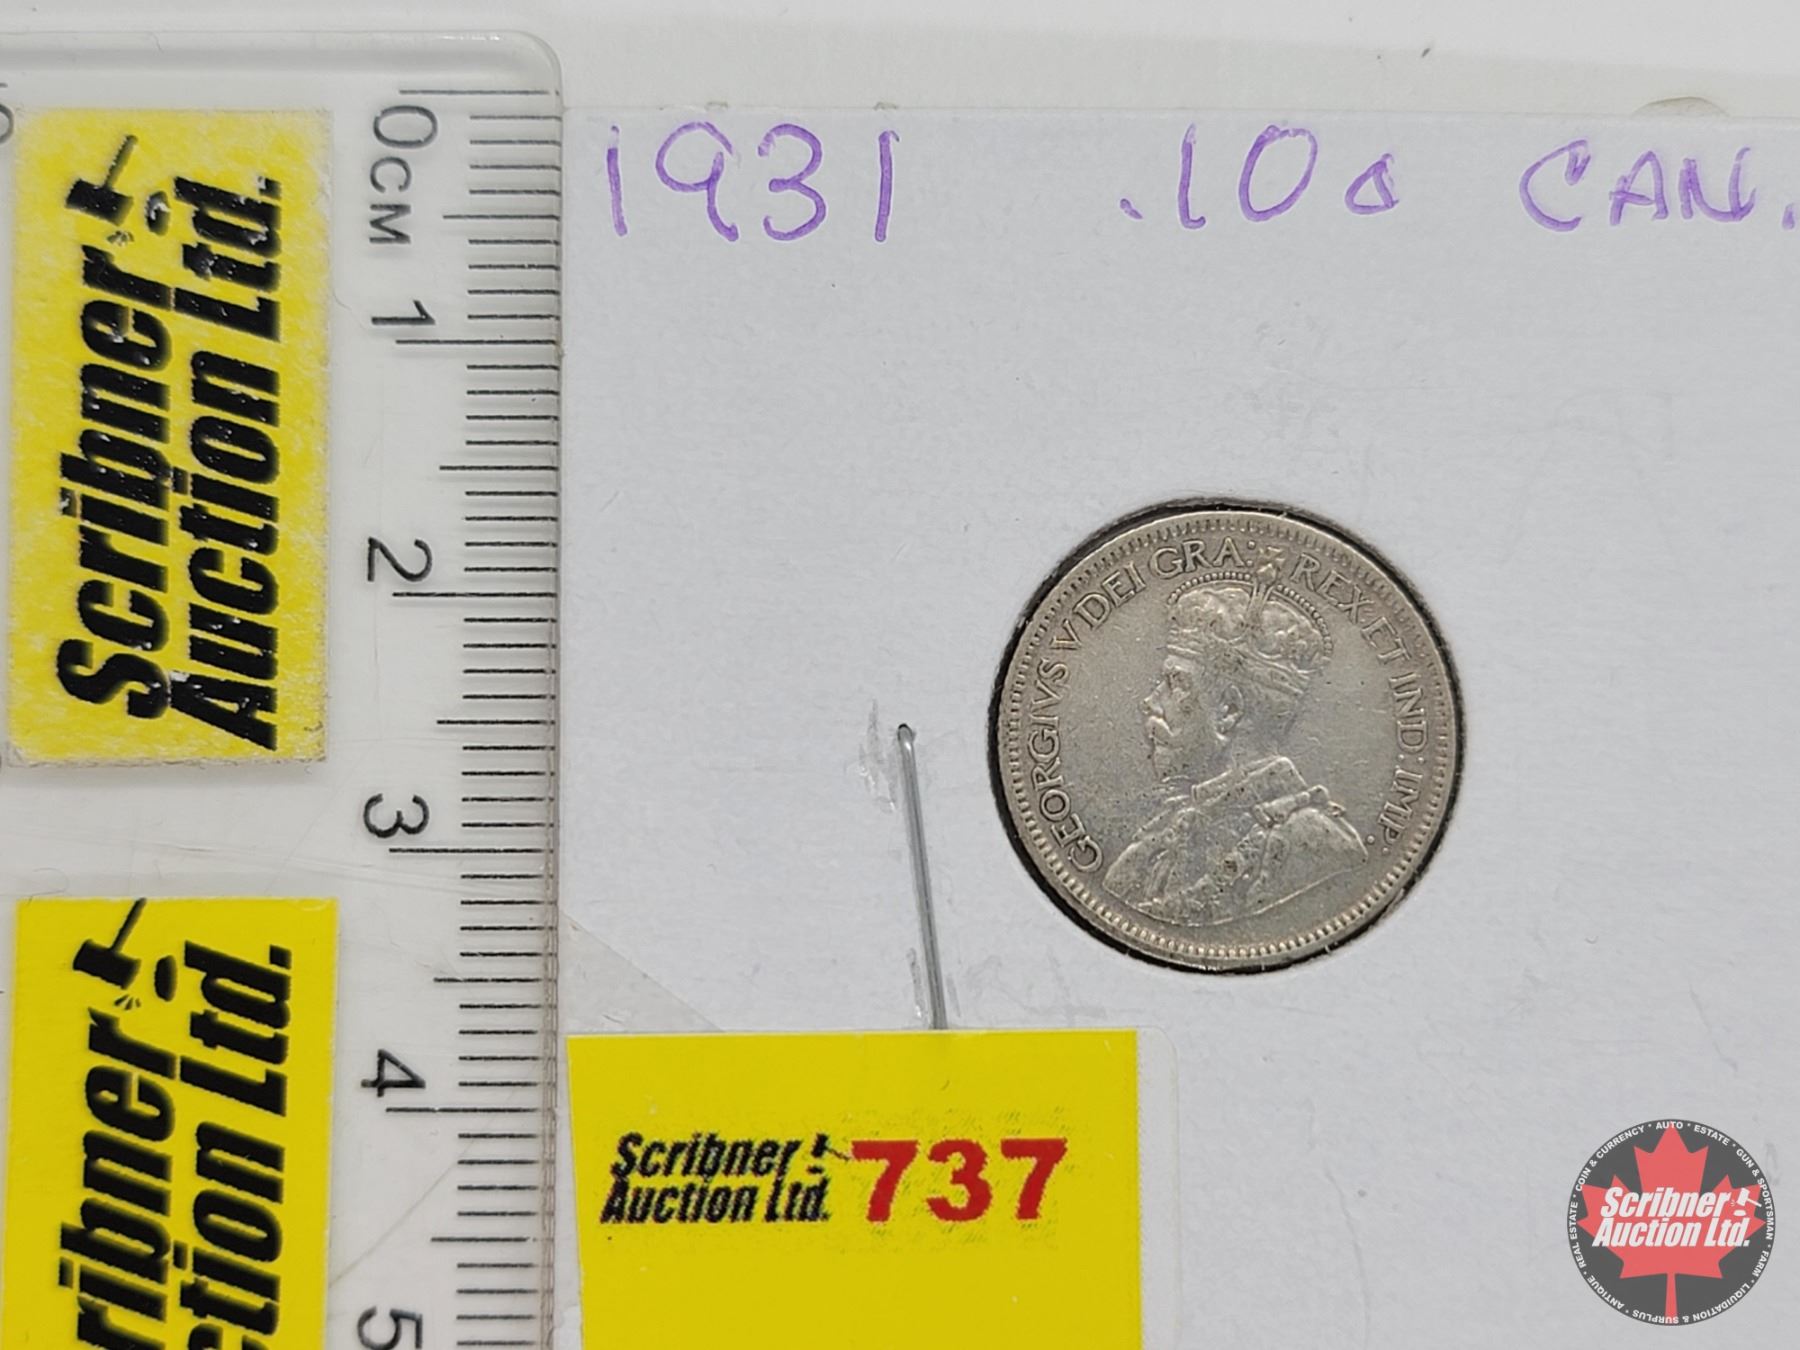 1931 .10¢ CAN.
0CM
1
2
3
4
5
Scribner
Auction Ltd.
ribner
ction Ltd.
GEORGIVS V DEI GRA: REX ET IND: IMP:
Scribner
Auction Ltd.
737
COIN & CURRENCY • AUTO • ESTATE • GUN & SPORTSMAN • FARM • LIQUIDATION & SURPLUS • ANTIQUE • REAL ESTATE •
Scribner
Auction Ltd.